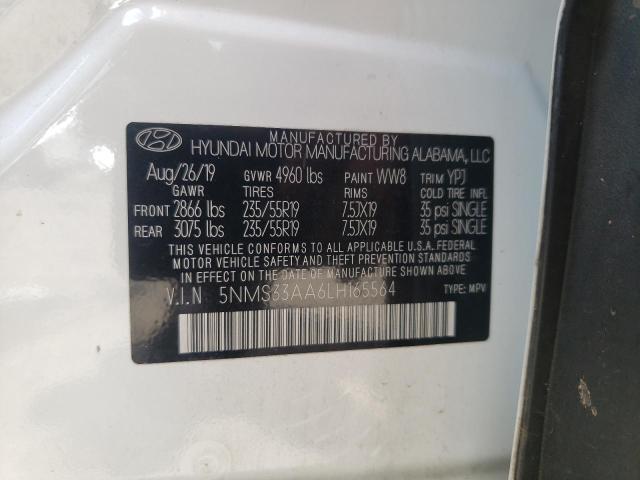 MANUFACTURED BY
HYUNDAI MOTOR MANUFACTURING ALABAMA, LLC
Aug/26/19 GVWR 4960 lbs PAINT WW8 TRIM YPJ
GAWR TIRES RIMS COLD TIRE INFL
FRONT 2866 lbs 235/55R19 7.5JX19 35 psi SINGLE
REAR 3075 lbs 235/55R19 7.5JX19 35 psi SINGLE
THIS VEHICLE CONFORMS TO ALL APPLICABLE U.S.A. FEDERAL
MOTOR VEHICLE SAFETY AND THEFT PREVENTION STANDARDS
IN EFFECT ON THE DATE OF MANUFACTURE SHOWN ABOVE.
V.I.N 5NMS33AA6LH165564 TYPE: MPV